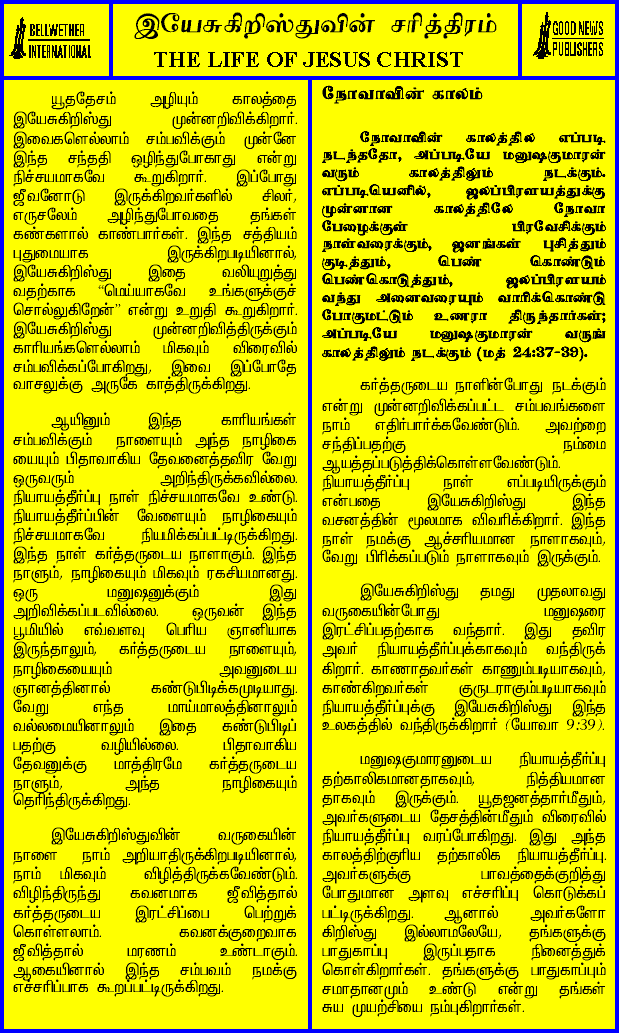 BELLWETHER
INTERNATIONAL
இயேசுகிறிஸ்துவின் சரித்திரம்
THE LIFE OF JESUS CHRIST
GOOD NEWS
PUBLISHERS
யூததேசம் அழியும் காலத்தை
இயேசுகிறிஸ்து முன்னறிவிக்கிறார்.
இவைகளெல்லாம் சம்பவிக்கும் முன்னே
இந்த சந்ததி ஒழிந்துபோகாது என்று
நிச்சயமாகவே கூறுகிறார். இப்போது
ஜீவனோடு இருக்கிறவர்களில் சிலர்,
எருசலேம் அழிந்துபோவதை தங்கள்
கண்களால் காண்பார்கள். இந்த சத்தியம்
புதுமையாக இருக்கிறபடியினால்,
இயேசுகிறிஸ்து இதை வலியுறுத்து
வதற்காக “மெய்யாகவே உங்களுக்குச்
சொல்லுகிறேன்” என்று உறுதி கூறுகிறார்.
இயேசுகிறிஸ்து முன்னறிவித்திருக்கும்
காரியங்களெல்லாம் மிகவும் விரைவில்
சம்பவிக்கப்போகிறது, இவை இப்போதே
வாசலுக்கு அருகே காத்திருக்கிறது.
ஆயினும் இந்த காரியங்கள்
சம்பவிக்கும் நாளையும் அந்த நாழிகை
யையும் பிதாவாகிய தேவனைத்தவிர வேறு
ஒருவரும் அறிந்திருக்கவில்லை.
நியாயத்தீர்ப்பு நாள் நிச்சயமாகவே உண்டு.
நியாயத்தீர்ப்பின் வேளையும் நாழிகையும்
நிச்சயமாகவே நியமிக்கப்பட்டிருக்கிறது.
இந்த நாள் கர்த்தருடைய நாளாகும். இந்த
நாளும், நாழிகையும் மிகவும் ரகசியமானது.
ஒரு மனுஷனுக்கும் இது
அறிவிக்கப்படவில்லை. ஒருவன் இந்த
பூமியில் எவ்வளவு பெரிய ஞானியாக
இருந்தாலும், கர்த்தருடைய நாளையும்,
நாழிகையையும் அவனுடைய
ஞானத்தினால் கண்டுபிடிக்கமுடியாது.
வேறு எந்த மாய்மாலத்தினாலும்
வல்லமையினாலும் இதை கண்டுபிடிப்
பதற்கு வழியில்லை. பிதாவாகிய
தேவனுக்கு மாத்திரமே கர்த்தருடைய
நாளும், அந்த நாழிகையும்
தெரிந்திருக்கிறது.
இயேசுகிறிஸ்துவின் வருகையின்
நாளை நாம் அறியாதிருக்கிறபடியினால்,
நாம் மிகவும் விழித்திருக்கவேண்டும்.
விழிந்திருந்து கவனமாக ஜீவித்தால்
கர்த்தருடைய இரட்சிப்பை பெற்றுக்
கொள்ளலாம். கவனக்குறைவாக
ஜீவித்தால் மரணம் உண்டாகும்.
ஆகையினால் இந்த சம்பவம் நமக்கு
எச்சரிப்பாக கூறப்பட்டிருக்கிறது.
நோவாவின் காலம்
நோவாவின் காலத்தில் எப்படி
நடந்ததோ, அப்படியே மனுஷகுமாரன்
வரும் காலத்திலும் நடக்கும்.
எப்படியெனில், ஜலப்பிரளயத்துக்கு
முன்னான காலத்திலே நோவா
பேழைக்குள் பிரவேசிக்கும்
நாள்வரைக்கும், ஜனங்கள் புசித்தும்
குடித்தும், பெண் கொண்டும்
பெண்கொடுத்தும், ஜலப்பிரளயம்
வந்து அனைவரையும் வாரிக்கொண்டு
போகுமட்டும் உணரா திருந்தார்கள்;
அப்படியே மனுஷகுமாரன் வருங்
காலத்திலும் நடக்கும் (மத் 24:37-39).
கர்த்தருடைய நாளின்போது நடக்கும்
என்று முன்னறிவிக்கப்பட்ட சம்பவங்களை
நாம் எதிர்பார்க்கவேண்டும். அவற்றை
சந்திப்பதற்கு நம்மை
ஆயத்தப்படுத்திக்கொள்ளவேண்டும்.
நியாயத்தீர்ப்பு நாள் எப்படியிருக்கும்
என்பதை இயேசுகிறிஸ்து இந்த
வசனத்தின் மூலமாக விவரிக்கிறார். இந்த
நாள் நமக்கு ஆச்சரியமான நாளாகவும்,
வேறு பிரிக்கப்படும் நாளாகவும் இருக்கும்.
இயேசுகிறிஸ்து தமது முதலாவது
வருகையின்போது மனுஷரை
இரட்சிப்பதற்காக வந்தார். இது தவிர
அவர் நியாயத்தீர்ப்புக்காகவும் வந்திருக்
கிறார். காணாதவர்கள் காணும்படியாகவும்,
காண்கிறவர்கள் குருடராகும்படியாகவும்
நியாயத்தீர்ப்புக்கு இயேசுகிறிஸ்து இந்த
உலகத்தில் வந்திருக்கிறார் (யோவா 9:39).
மனுஷகுமாரனுடைய நியாயத்தீர்ப்பு
தற்காலிகமானதாகவும், நித்தியமான
தாகவும் இருக்கும். யூதஜனத்தார்மீதும்,
அவர்களுடைய தேசத்தின்மீதும் விரைவில்
நியாயத்தீர்ப்பு வரப்போகிறது. இது அந்த
காலத்திற்குரிய தற்காலிக நியாயத்தீர்ப்பு.
அவர்களுக்கு பாவத்தைக்குறித்து
போதுமான அளவு எச்சரிப்பு கொடுக்கப்
பட்டிருக்கிறது. ஆனால் அவர்களோ
கிறிஸ்து இல்லாமலேயே, தங்களுக்கு
பாதுகாப்பு இருப்பதாக நினைத்துக்
கொள்கிறார்கள். தங்களுக்கு பாதுகாப்பும்
சமாதானமும் உண்டு என்று தங்கள்
சுய முயற்சியை நம்புகிறார்கள்.